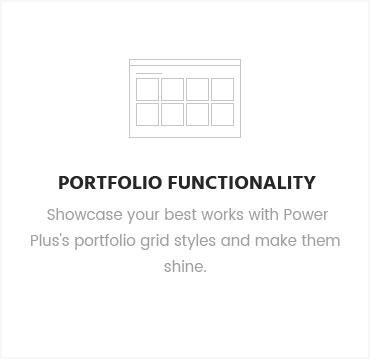 PORTFOLIO FUNCTIONALITY
Showcase your best works with Power
Plus's portfolio grid styles and make them
shine.